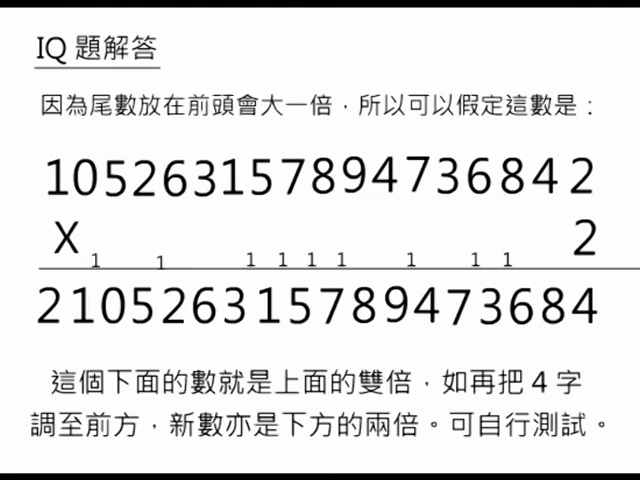 IQ 題解答
因為尾數放在前頭會大一倍，所以可以假定這數是：
105263157894736842
X 2
1 1 1 1 1 1 1 1 1
210526315789473684
這個下面的數就是上面的雙倍，如再把 4 字
調至前方，新數亦是下方的兩倍。可自行測試。